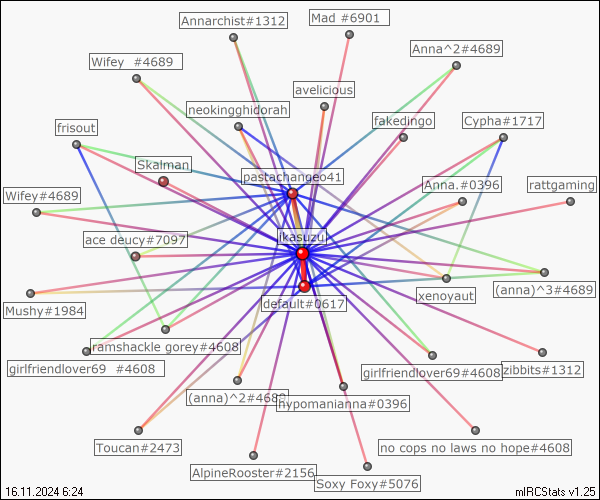 Annarchist#1312
Mad #6901
Anna^2#4689
Wifey  #4689
avelicious
neokingghidorah
fakedingo
Cypha#1717
frisout
Skalman
pastachangeo41
Anna.#0396
rattgaming
Wifey#4689
ikasuzu
ace deucy#7097
xenoyaut
(anna)^3#4689
default#0617
Mushy#1984
ramshackle gorey#4608
girlfriendlover69  #4608
girlfriendlover69#4608
zibbits#1312
(anna)^2#4689
hypomanianna#0396
Toucan#2473
no cops no laws no hope#4608
AlpineRooster#2156
Soxy Foxy#5076
16.11.2024 6:24
mIRCStats v1.25